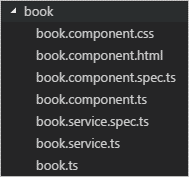 book
book.component.css
book.component.html
book.component.spec.ts
book.component.ts
book.service.spec.ts
book.service.ts
book.ts